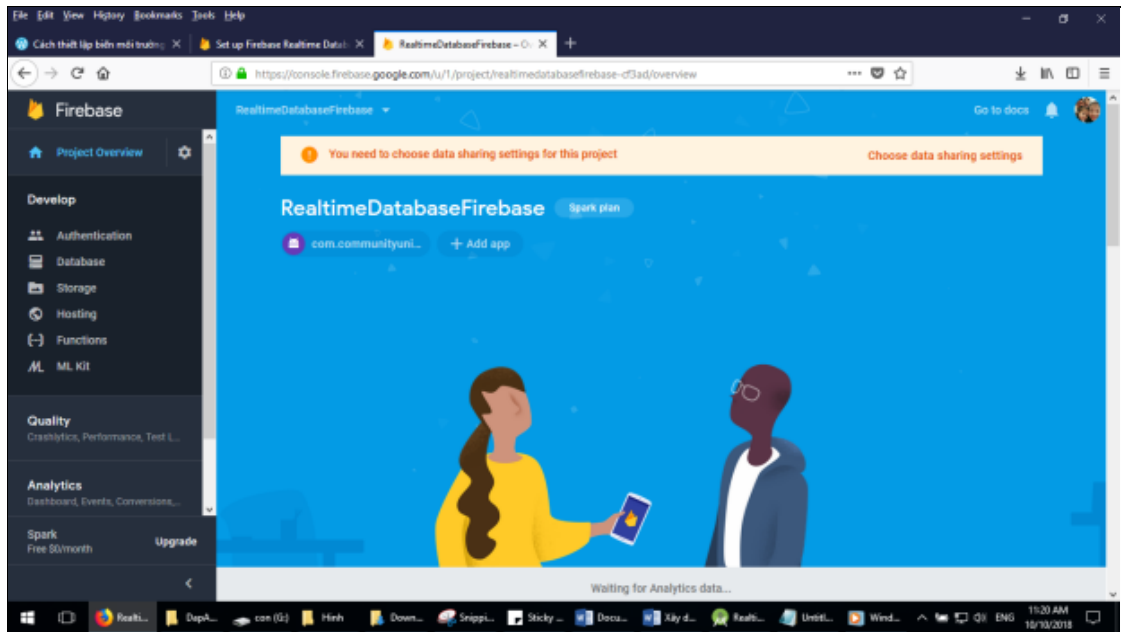 File Edit View History Bookmarks Tools Help
Cách thiết lập biến môi trường
Set up Firebase Realtime Datab
RealtimeDatabaseFirebase – Ov
https://console.firebase.google.com/u/1/project/realtimedatabasefirebase-cf3ad/overview
Firebase
RealtimeDatabaseFirebase
Go to docs
Project Overview
You need to choose data sharing settings for this project
Choose data sharing settings
Develop
RealtimeDatabaseFirebase
Spark plan
Authentication
com.communityuni...
+ Add app
Database
Storage
Hosting
Functions
ML Kit
Quality
Crashlytics, Performance, Test L...
Analytics
Dashboard, Events, Conversions,...
Spark
Free $0/month
Upgrade
Waiting for Analytics data...
Realti... DapA... con (G:) Hinh Down... Snippi... Sticky ... Docu... Xây d... Realti... Untitl... Wind... ENG
11:20 AM
10/10/2018